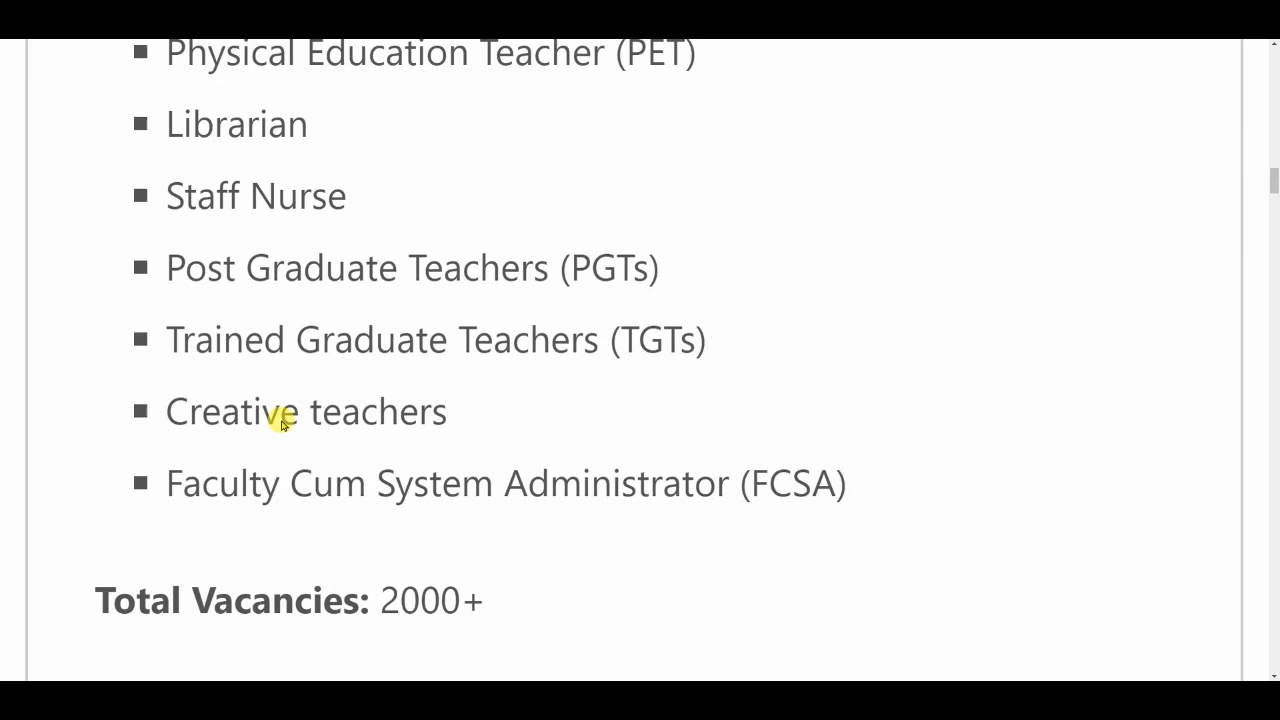 Physical Education Teacher (PET)
Librarian
Staff Nurse
Post Graduate Teachers (PGTs)
Trained Graduate Teachers (TGTs)
Creative teachers
Faculty Cum System Administrator (FCSA)
Total Vacancies: 2000+